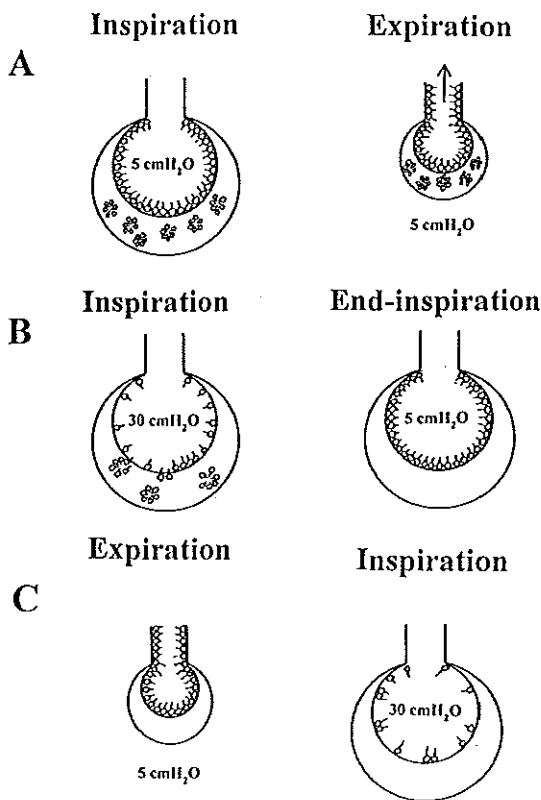 Inspiration Expiration
A
5 cmH₂O
5 cmH₂O
Inspiration End-inspiration
B
30 cmH₂O 5 cmH₂O
Expiration Inspiration
C
30 cmH₂O
5 cmH₂O